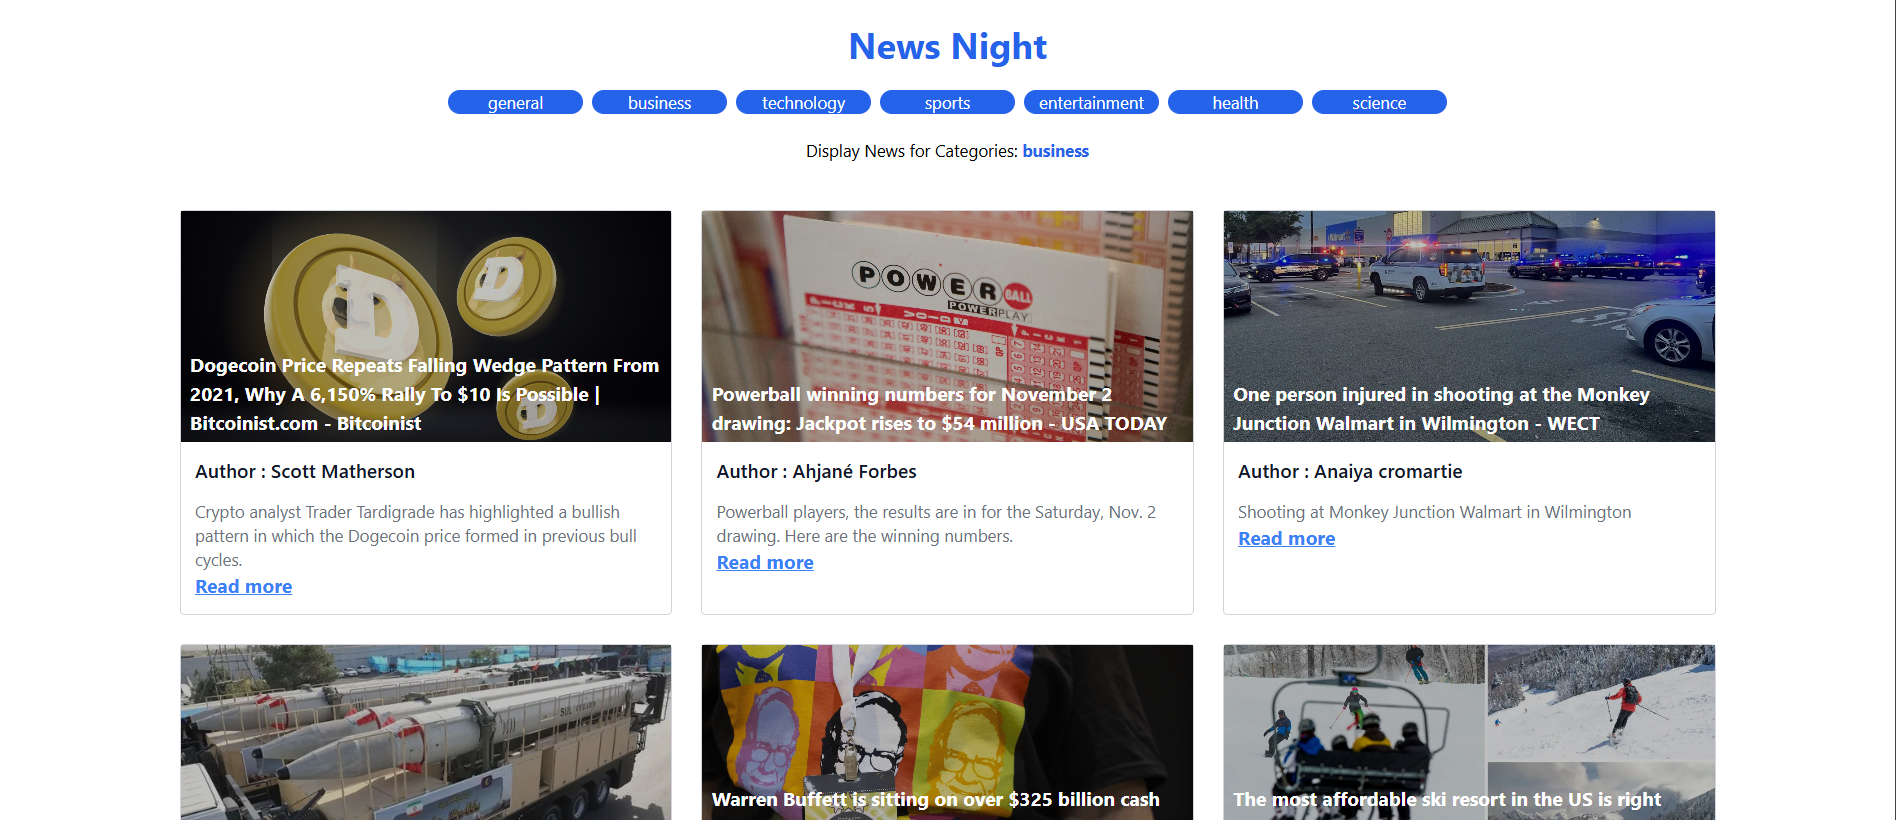 News Night
general business technology sports entertainment health science
Display News for Categories: business
Dogecoin Price Repeats Falling Wedge Pattern From
2021, Why A 6,150% Rally To $10 Is Possible |
Bitcoinist.com - Bitcoinist
Author : Scott Matherson
Crypto analyst Trader Tardigrade has highlighted a bullish
pattern in which the Dogecoin price formed in previous bull
cycles.
Read more
POWER BALL
POWERPLAY
Powerball winning numbers for November 2
drawing: Jackpot rises to $54 million - USA TODAY
Author : Ahjané Forbes
Powerball players, the results are in for the Saturday, Nov. 2
drawing. Here are the winning numbers.
Read more
Walmart
One person injured in shooting at the Monkey
Junction Walmart in Wilmington - WECT
Author : Anaiya cromartie
Shooting at Monkey Junction Walmart in Wilmington
Read more
Warren Buffett is sitting on over $325 billion cash
The most affordable ski resort in the US is right